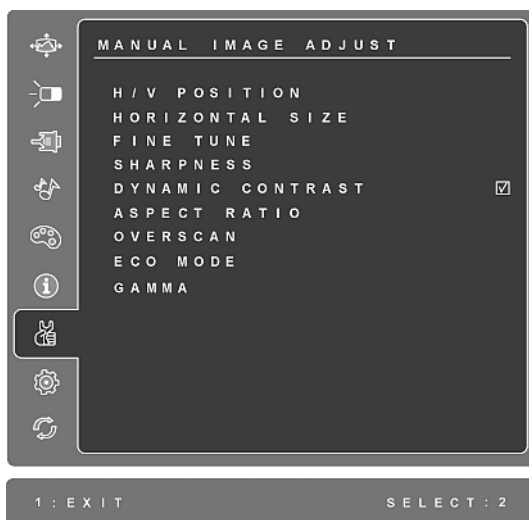 MANUAL IMAGE ADJUST
H/V POSITION
HORIZONTAL SIZE
FINE TUNE
SHARPNESS
DYNAMIC CONTRAST
ASPECT RATIO
OVERSCAN
ECO MODE
GAMMA
1:EXIT SELECT:2